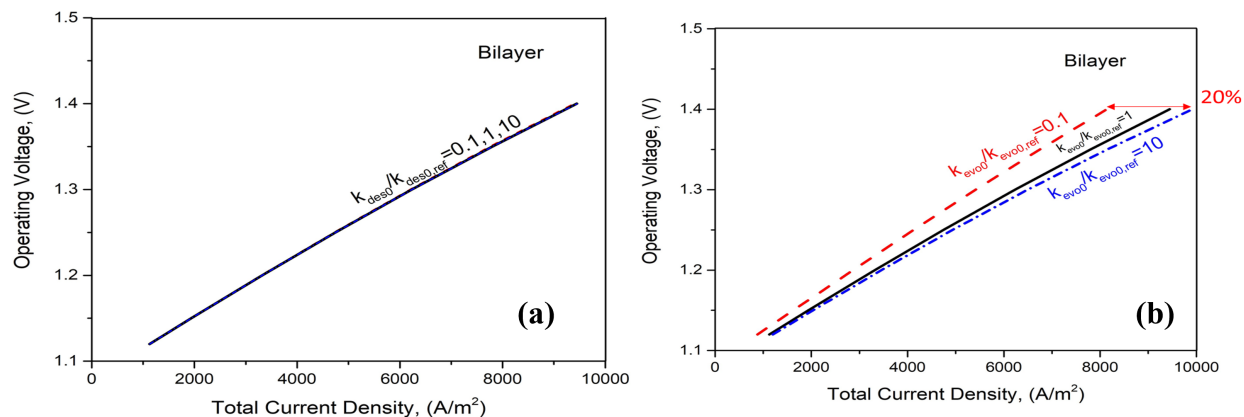 1.5
1.4
1.3
1.2
1.1
Operating Voltage, (V)
Bilayer
k_des0/k_des0,ref=0.1,1,10
(a)
0
2000
4000
6000
8000
10000
Total Current Density, (A/m²)
1.5
1.4
1.3
1.2
1.1
Operating Voltage, (V)
Bilayer
20%
k_evo0/k_evo0,ref=0.1
k_evo0/k_evo0,ref=1
k_evo0/k_evo0,ref=10
(b)
0
2000
4000
6000
8000
10000
Total Current Density, (A/m²)